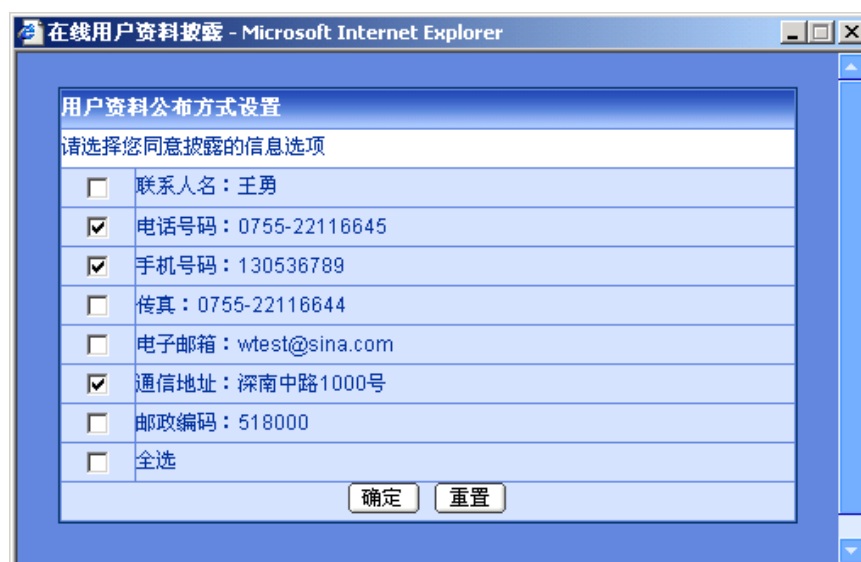 在线用户资料披露 - Microsoft Internet Explorer
用户资料公布方式设置
请选择您同意披露的信息选项
联系人名：王勇
电话号码：0755-22116645
手机号码：130536789
传真：0755-22116644
电子邮箱：wtest@sina.com
通信地址：深南中路1000号
邮政编码：518000
全选
确定 重置